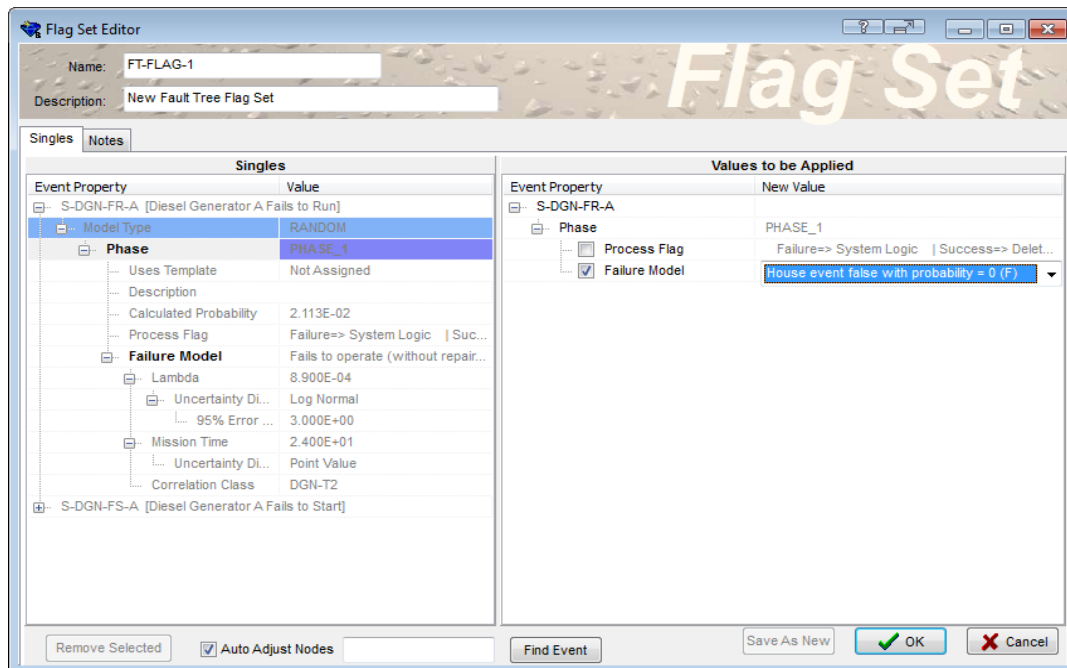 Flag Set Editor
Name: FT-FLAG-1
Flag Set
Description: New Fault Tree Flag Set
Singles Notes
Singles
Event Property Value
S-DGN-FR-A [Diesel Generator A Fails to Run]
Model Type RANDOM
Phase PHASE_1
Uses Template Not Assigned
Description
Calculated Probability 2.113E-02
Process Flag Failure=> System Logic | Suc...
Failure Model Fails to operate (without repair...
Lambda 8.900E-04
Uncertainty Di... Log Normal
95% Error ... 3.000E+00
Mission Time 2.400E+01
Uncertainty Di... Point Value
Correlation Class DGN-T2
S-DGN-FS-A [Diesel Generator A Fails to Start]
Values to be Applied
Event Property New Value
S-DGN-FR-A
Phase PHASE_1
Process Flag Failure=> System Logic | Success=> Delet...
Failure Model House event false with probability = 0 (F)
Remove Selected Auto Adjust Nodes Find Event Save As New OK Cancel